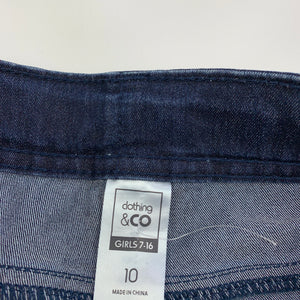 clothing
&CO
GIRLS 7-16
10
MADE IN CHINA